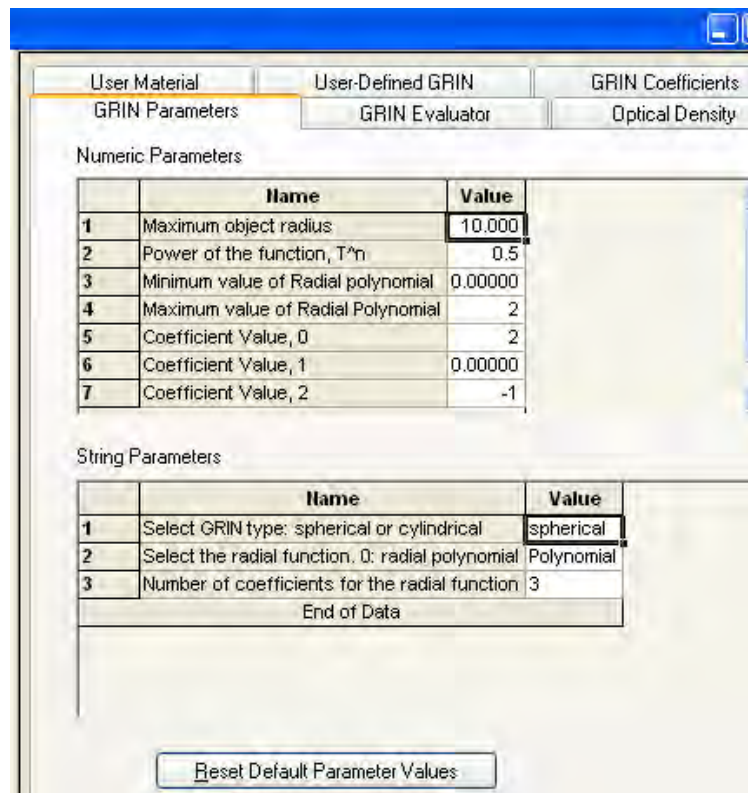 User Material User-Defined GRIN GRIN Coefficients
GRIN Parameters GRIN Evaluator Optical Density
Numeric Parameters
Name Value
1 Maximum object radius 10.000
2 Power of the function, T^n 0.5
3 Minimum value of Radial polynomial 0.00000
4 Maximum value of Radial Polynomial 2
5 Coefficient Value, 0 2
6 Coefficient Value, 1 0.00000
7 Coefficient Value, 2 -1
String Parameters
Name Value
1 Select GRIN type: spherical or cylindrical spherical
2 Select the radial function. 0: radial polynomial Polynomial
3 Number of coefficients for the radial function 3
End of Data
Reset Default Parameter Values